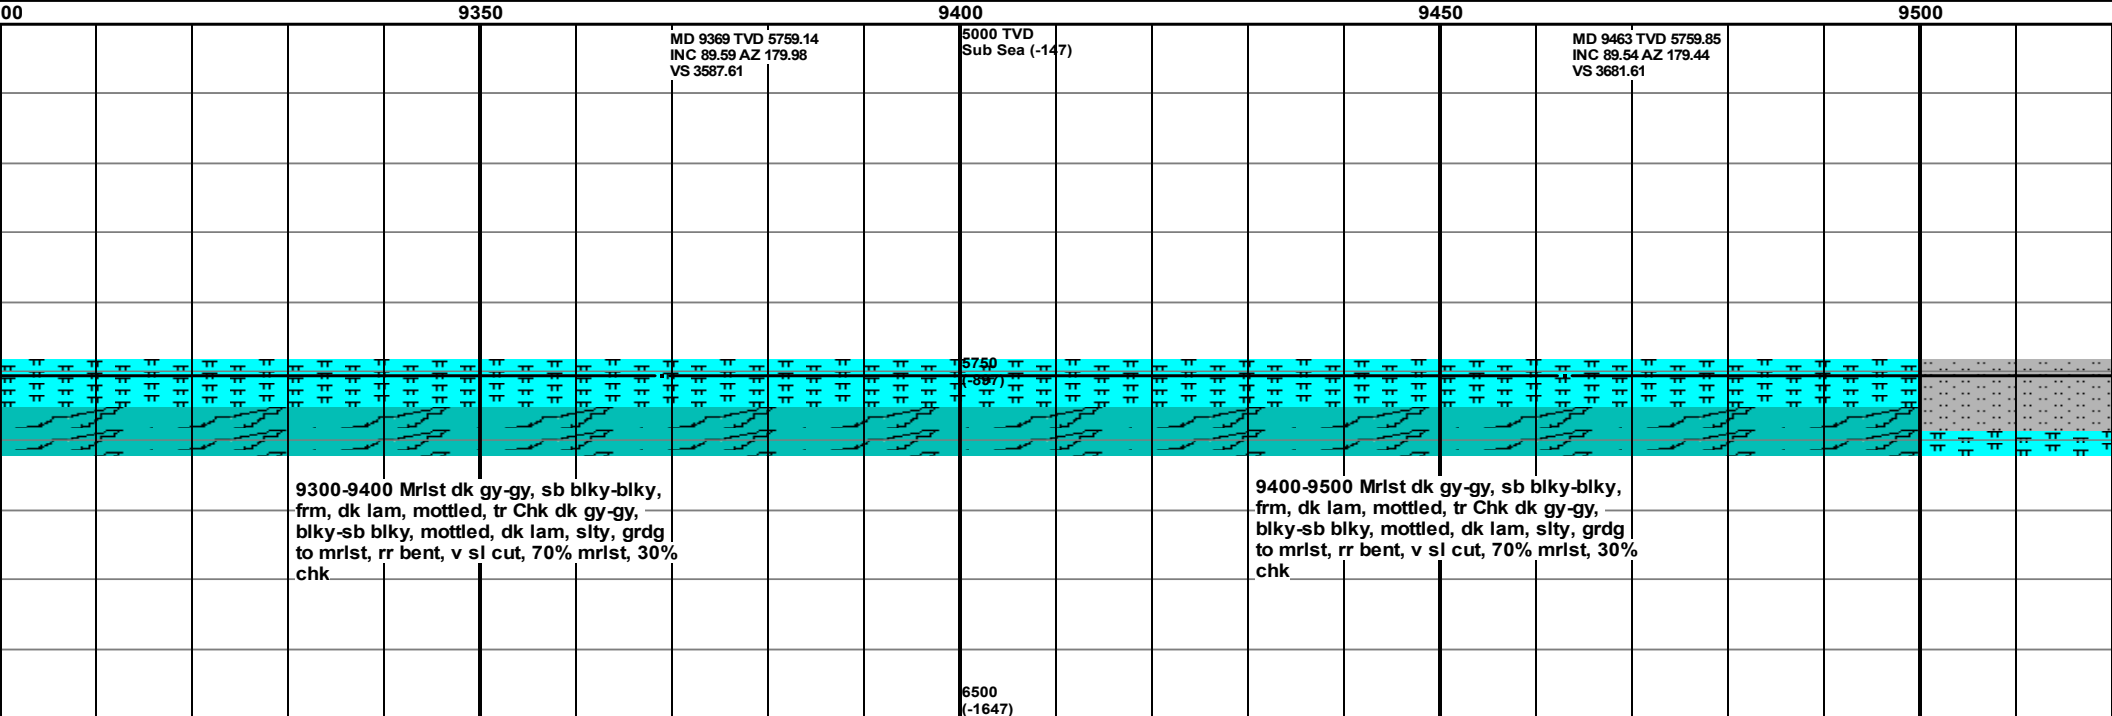 00 9350 9400 9450 9500
MD 9369 TVD 5759.14
INC 89.59 AZ 179.98
VS 3587.61
5000 TVD
Sub Sea (-147)
MD 9463 TVD 5759.85
INC 89.54 AZ 179.44
VS 3681.61
5750
(-897)
9300-9400 Mrlst dk gy-gy, sb blky-blky,
frm, dk lam, mottled, tr Chk dk gy-gy,
blky-sb blky, mottled, dk lam, slty, grdg
to mrlst, rr bent, v sl cut, 70% mrlst, 30%
chk
9400-9500 Mrlst dk gy-gy, sb blky-blky,
frm, dk lam, mottled, tr Chk dk gy-gy,
blky-sb blky, mottled, dk lam, slty, grdg
to mrlst, rr bent, v sl cut, 70% mrlst, 30%
chk
6500
(-1647)